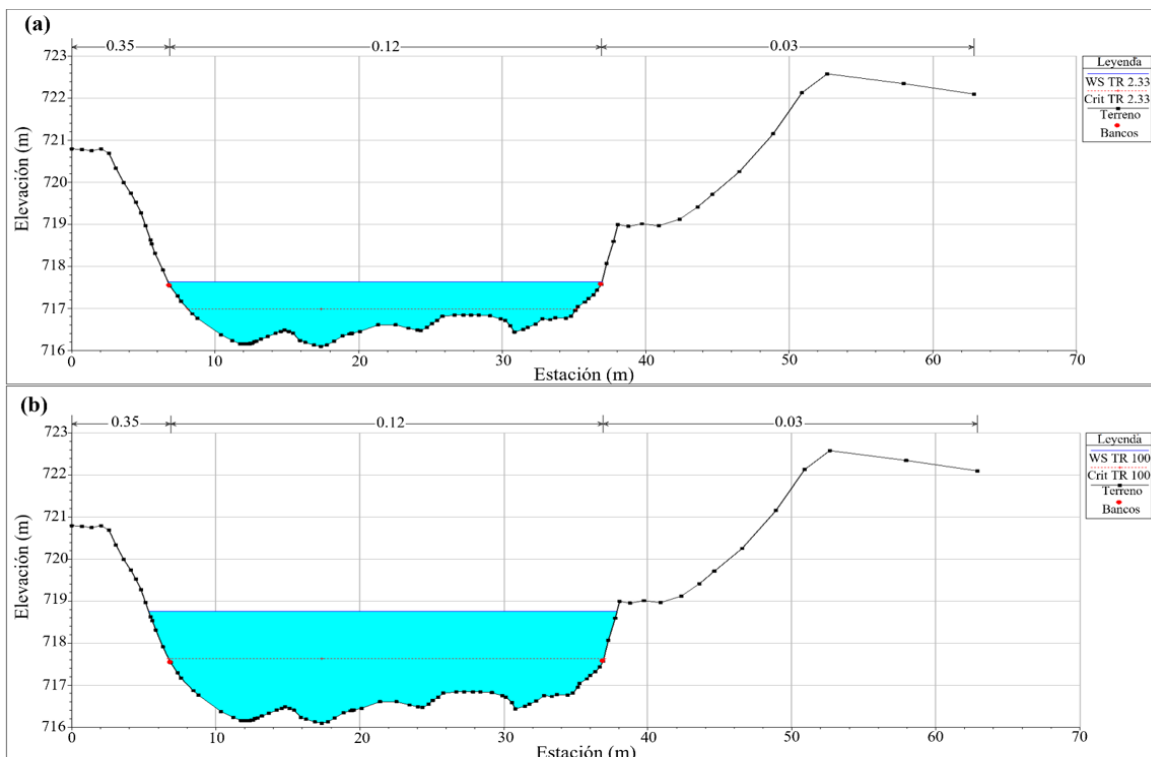 (a)
0.35
0.12
0.03
723
722
721
720
719
718
717
716
Elevación (m)
0
10
20
30
40
50
60
70
Estación (m)
Leyenda
WS TR 2.33
Crit TR 2.33
Terreno
Bancos
(b)
0.35
0.12
0.03
723
722
721
720
719
718
717
716
Elevación (m)
0
10
20
30
40
50
60
70
Estación (m)
Leyenda
WS TR 100
Crit TR 100
Terreno
Bancos